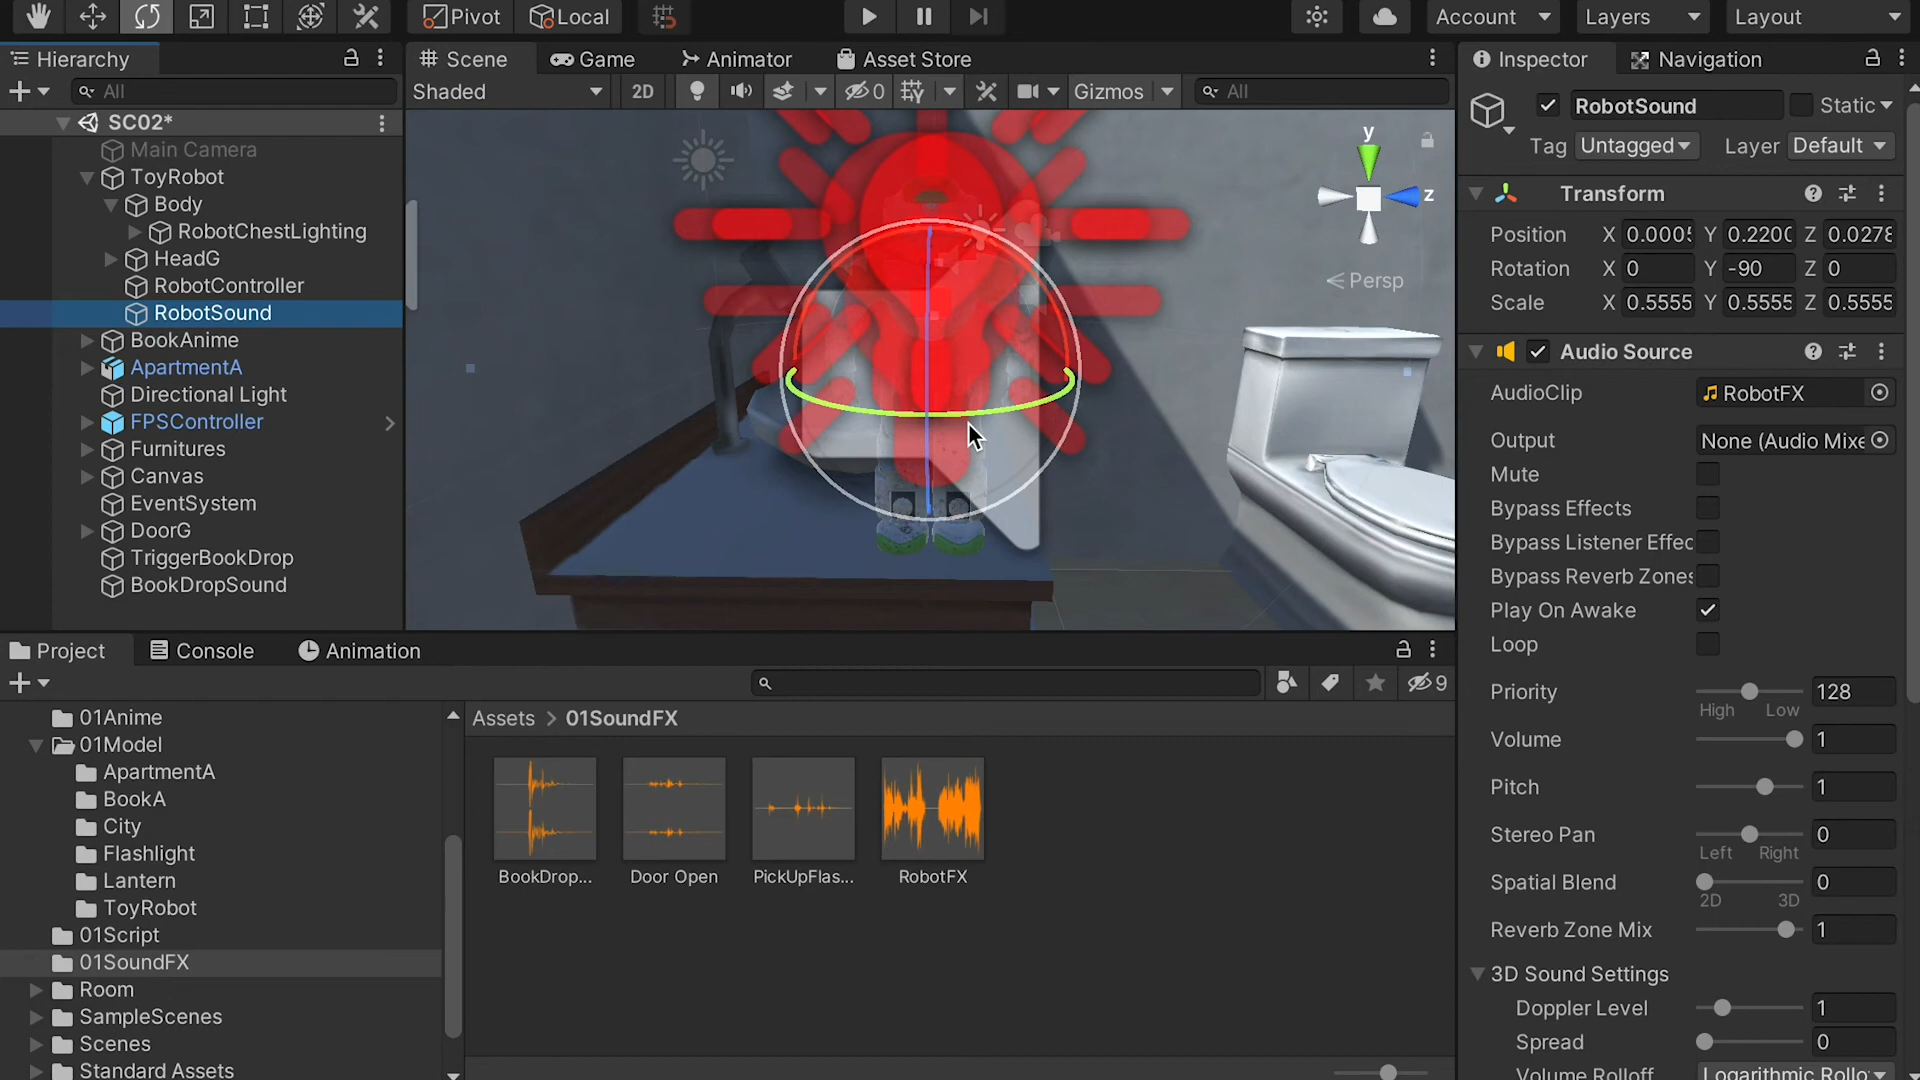 Pivot Local Account Layers Layout
Hierarchy Scene Game Animator Asset Store Inspector Navigation
All Shaded 2D 0 Gizmos All RobotSound Static
SC02*
Main Camera
ToyRobot
Body
RobotChestLighting
HeadG
RobotController
RobotSound
BookAnime
ApartmentA
Directional Light
FPSController
Furnitures
Canvas
EventSystem
DoorG
TriggerBookDrop
BookDropSound
y
z
< Persp
Tag Untagged Layer Default
Transform
Position X 0.0005 Y 0.2200 Z 0.0278
Rotation X 0 Y -90 Z 0
Scale X 0.5555 Y 0.5555 Z 0.5555
Audio Source
AudioClip RobotFX
Output None (Audio Mixe
Mute
Bypass Effects
Bypass Listener Effec
Bypass Reverb Zones
Play On Awake
Loop
Priority 128
High Low
Volume 1
Pitch 1
Stereo Pan 0
Left Right
Spatial Blend 0
2D 3D
Reverb Zone Mix 1
3D Sound Settings
Doppler Level 1
Spread 0
Volume Rolloff Logarithmic Rollo
Project Console Animation
9
01Anime
01Model
ApartmentA
BookA
City
Flashlight
Lantern
ToyRobot
01Script
01SoundFX
Room
SampleScenes
Scenes
Standard Assets
Assets > 01SoundFX
BookDrop... Door Open PickUpFlas... RobotFX